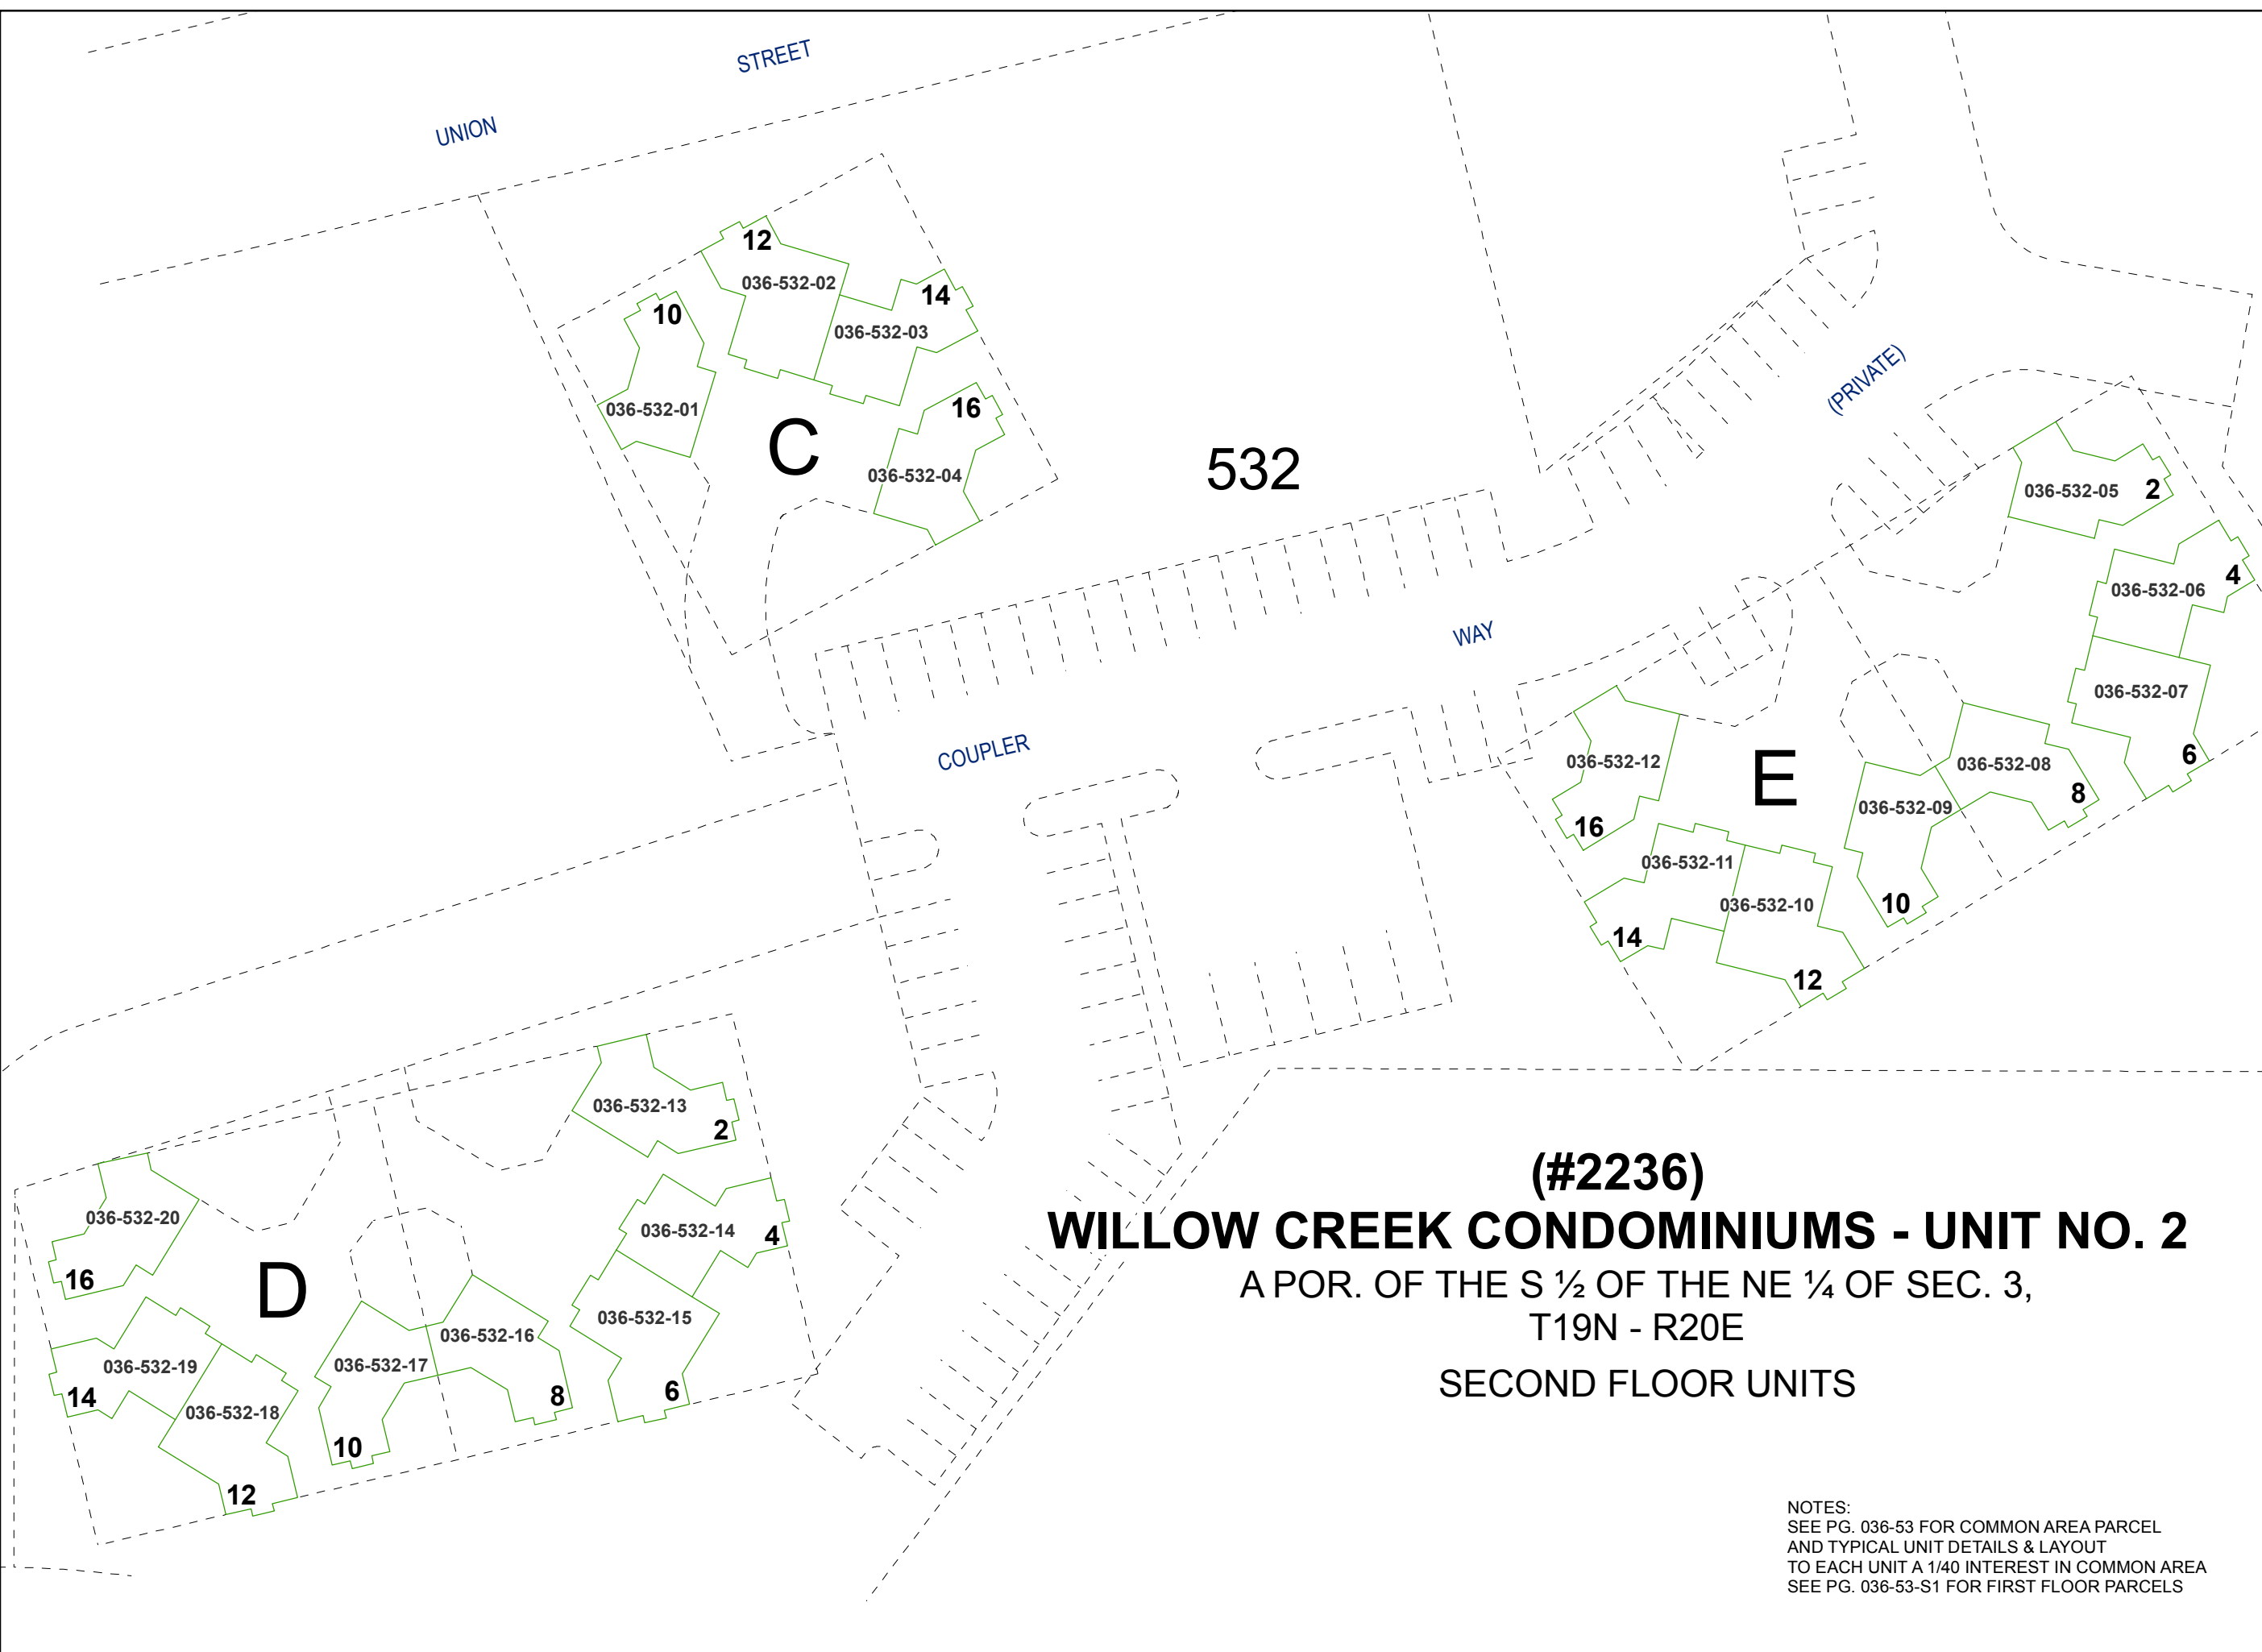 UNION
STREET
12
036-532-02
10
14
036-532-03
036-532-01
16
C
036-532-04
532
(PRIVATE)
036-532-05
2
4
036-532-06
WAY
036-532-07
COUPLER
6
036-532-12
E
036-532-08
8
036-532-09
16
036-532-11
036-532-10
10
14
12
036-532-13
2
036-532-20
036-532-14
4
16
D
036-532-15
036-532-16
036-532-19
036-532-17
14
8
6
036-532-18
10
12
(#2236)
WILLOW CREEK CONDOMINIUMS - UNIT NO. 2
A POR. OF THE S ½ OF THE NE ¼ OF SEC. 3,
T19N - R20E
SECOND FLOOR UNITS
NOTES:
SEE PG. 036-53 FOR COMMON AREA PARCEL
AND TYPICAL UNIT DETAILS & LAYOUT
TO EACH UNIT A 1/40 INTEREST IN COMMON AREA
SEE PG. 036-53-S1 FOR FIRST FLOOR PARCELS